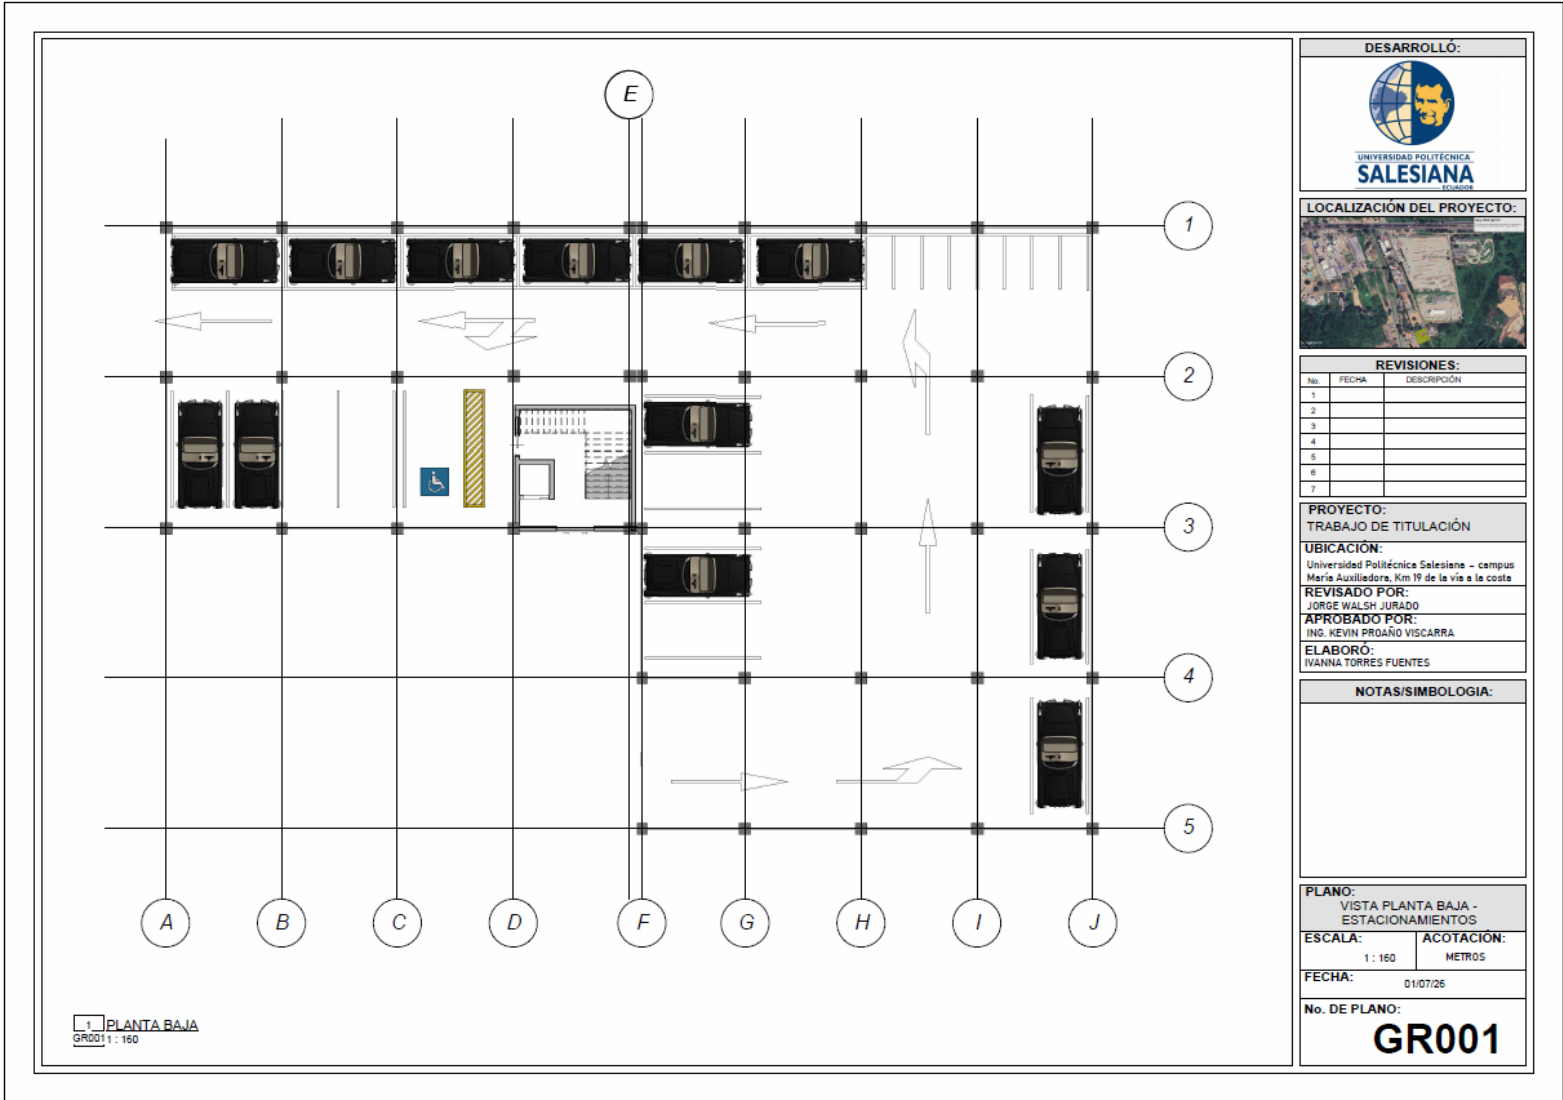 E
1
2
3
4
5
A
B
C
D
F
G
H
I
J
1
PLANTA BAJA
GR001
1 : 160
DESARROLLÓ:
UNIVERSIDAD POLITÉCNICA
SALESIANA
ECUADOR
LOCALIZACIÓN DEL PROYECTO:
REVISIONES:
No. FECHA DESCRIPCIÓN
1
2
3
4
5
6
7
PROYECTO:
TRABAJO DE TITULACIÓN
UBICACIÓN:
Universidad Politécnica Salesiana - campus
María Auxiliadora, Km 19 de la vía a la costa
REVISADO POR:
JORGE WALSH JURADO
APROBADO POR:
ING. KEVIN PROAÑO VISCARRA
ELABORÓ:
IVANNA TORRES FUENTES
NOTAS/SIMBOLOGIA:
PLANO:
VISTA PLANTA BAJA -
ESTACIONAMIENTOS
ESCALA: ACOTACIÓN:
1 : 160 METROS
FECHA:
01/07/26
No. DE PLANO:
GR001